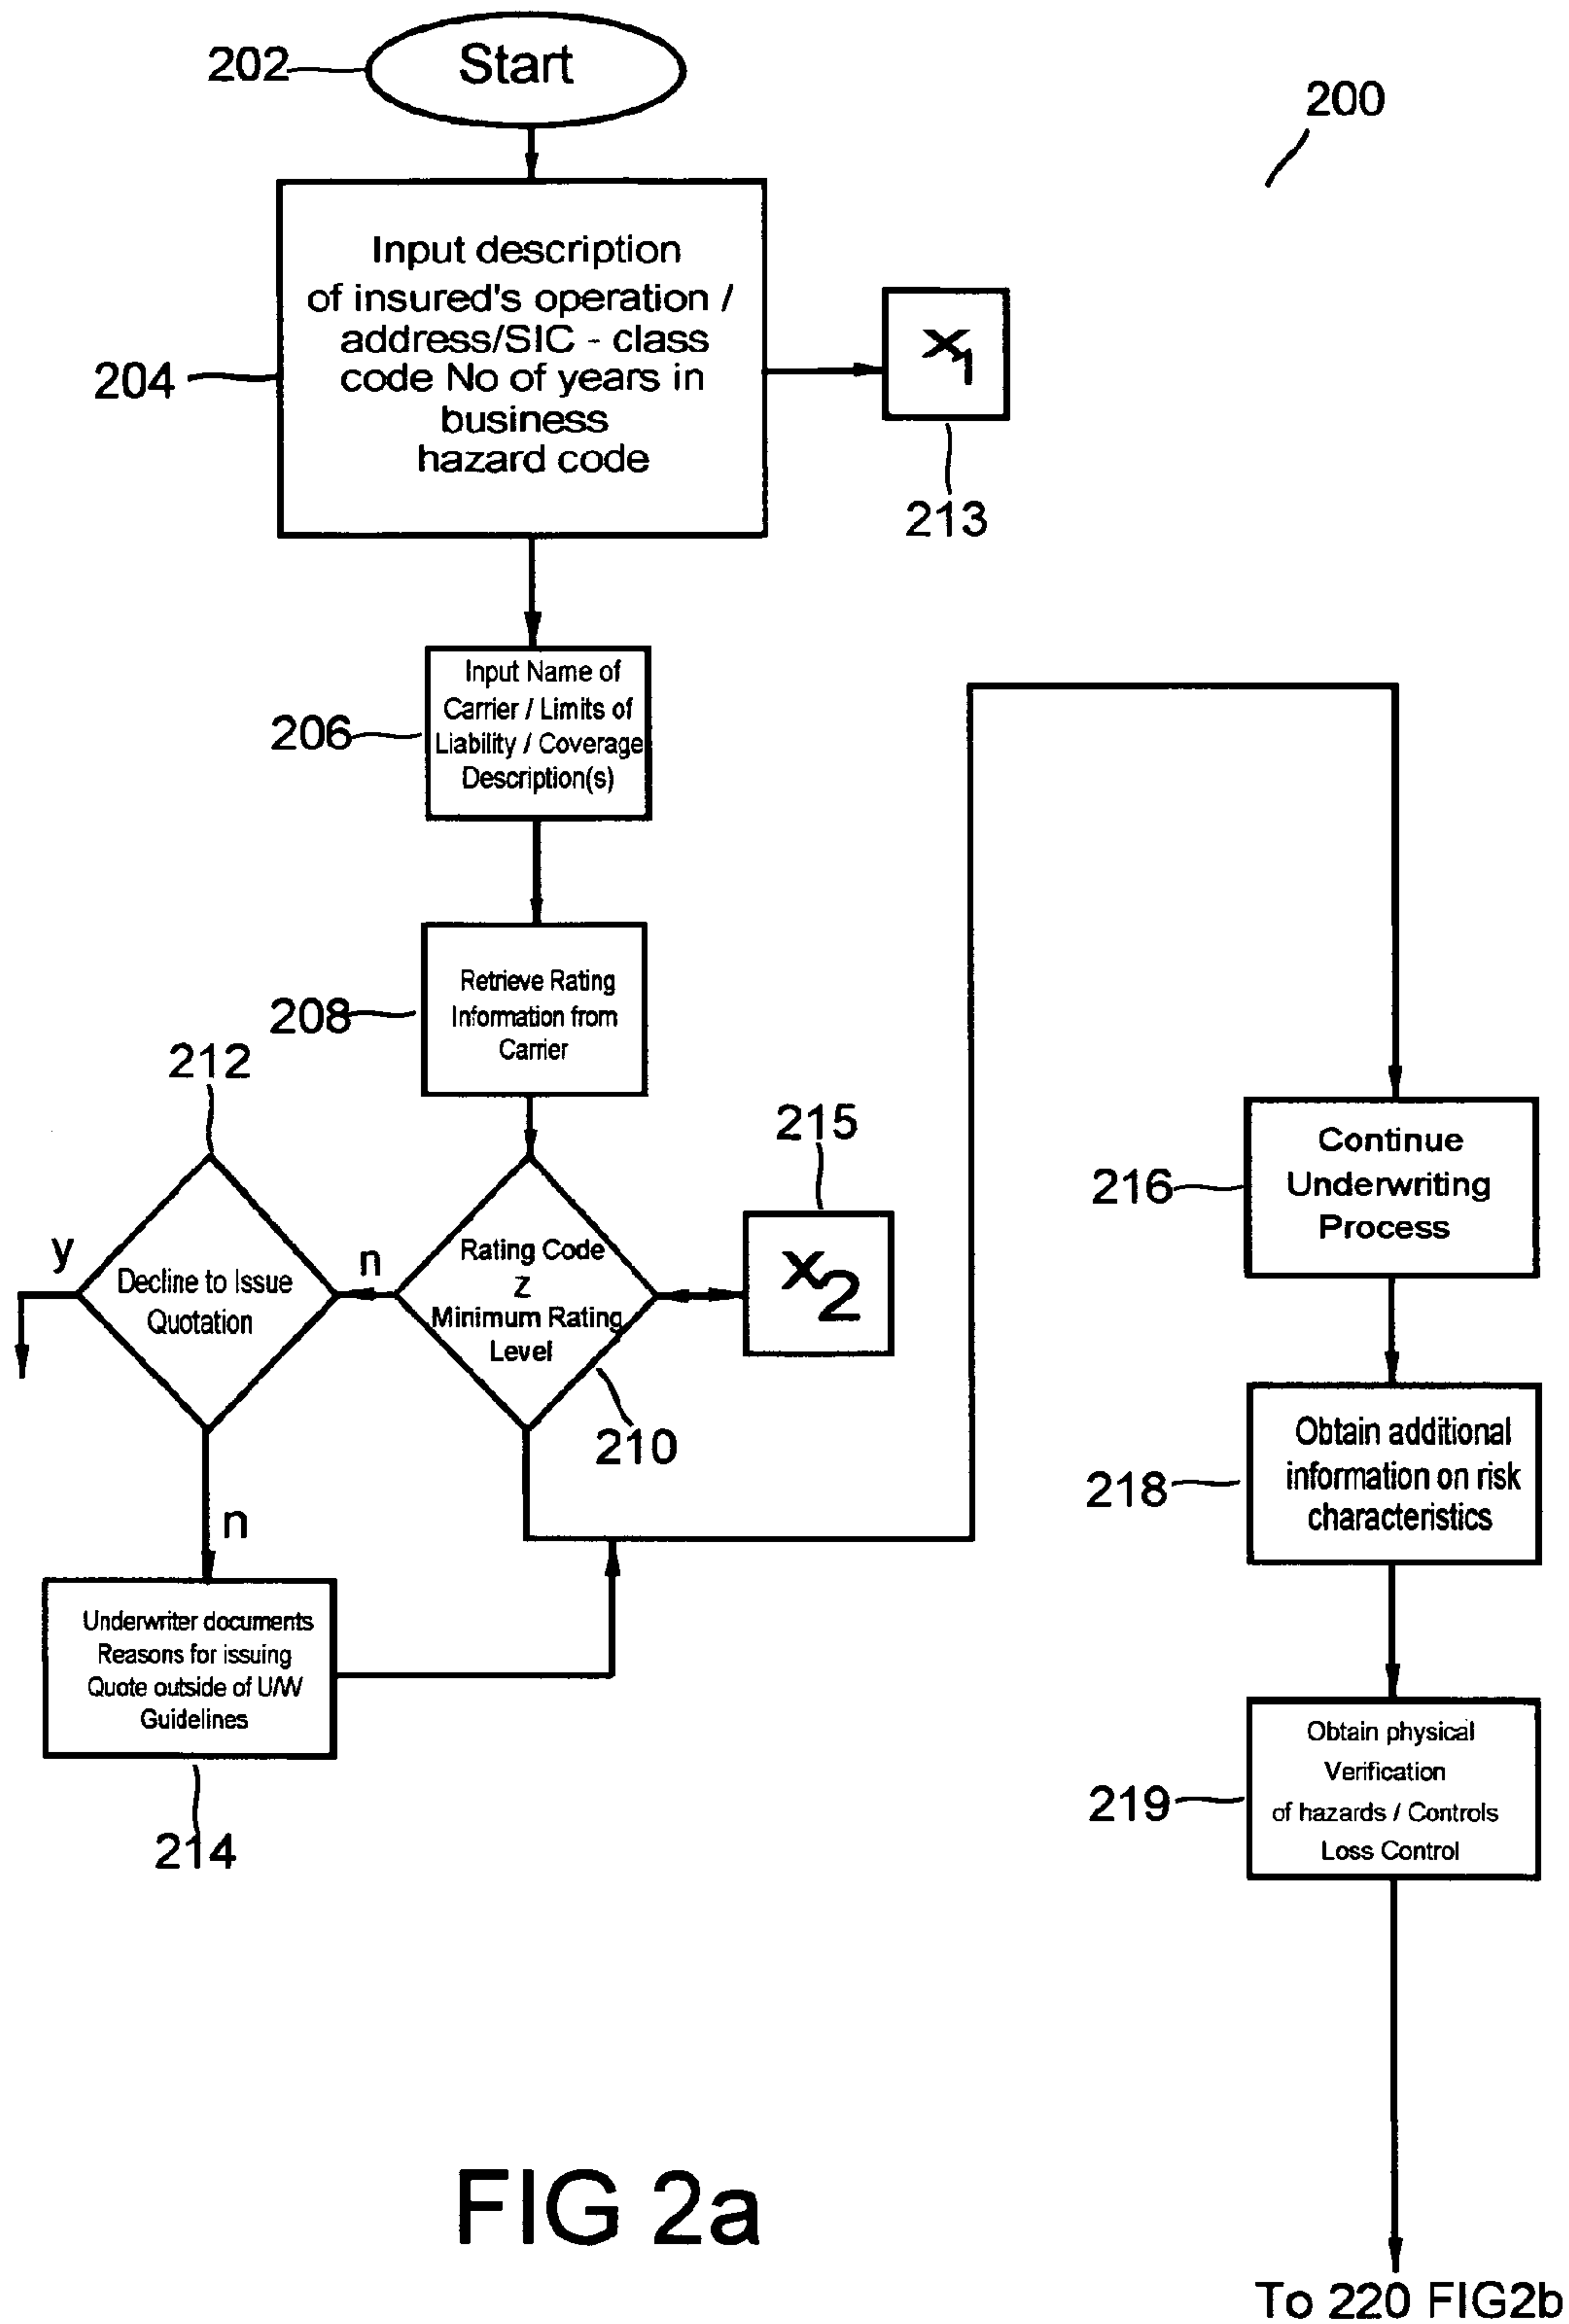 202
Start
200
Input description
of insured's operation /
address/SIC - class
code No of years in
business
hazard code
204
X1
213
Input Name of
Carrier / Limits of
Liability / Coverage
Description(s)
206
Retrieve Rating
Information from
Carrier
208
212
215
y
Decline to Issue
Quotation
n
Rating Code
z
Minimum Rating
Level
X2
210
n
Underwriter documents
Reasons for issuing
Quote outside of U/W
Guidelines
214
Continue
Underwriting
Process
216
Obtain additional
information on risk
characteristics
218
Obtain physical
Verification
of hazards / Controls
Loss Control
219
FIG 2a
To 220 FIG2b